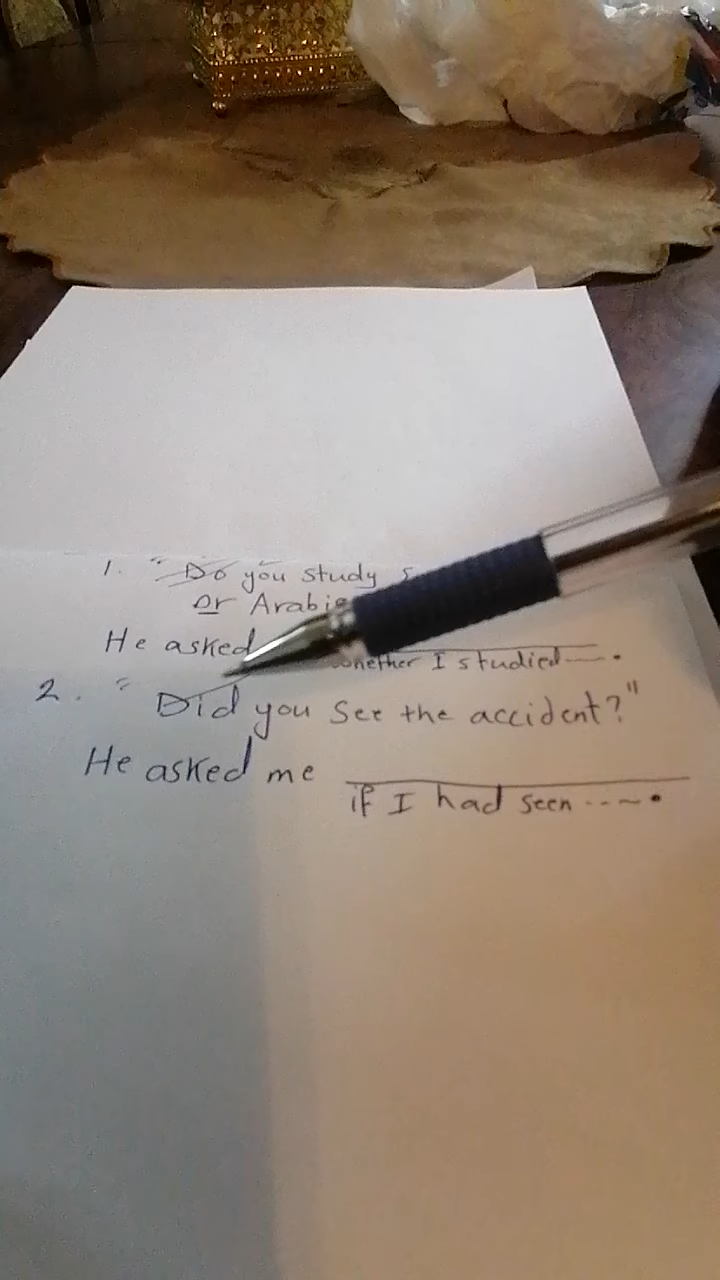 1. "Do you study
or Arabic
He asked whether I studied —.
2. "Did you see the accident?"
He asked me
if I had seen ---~.